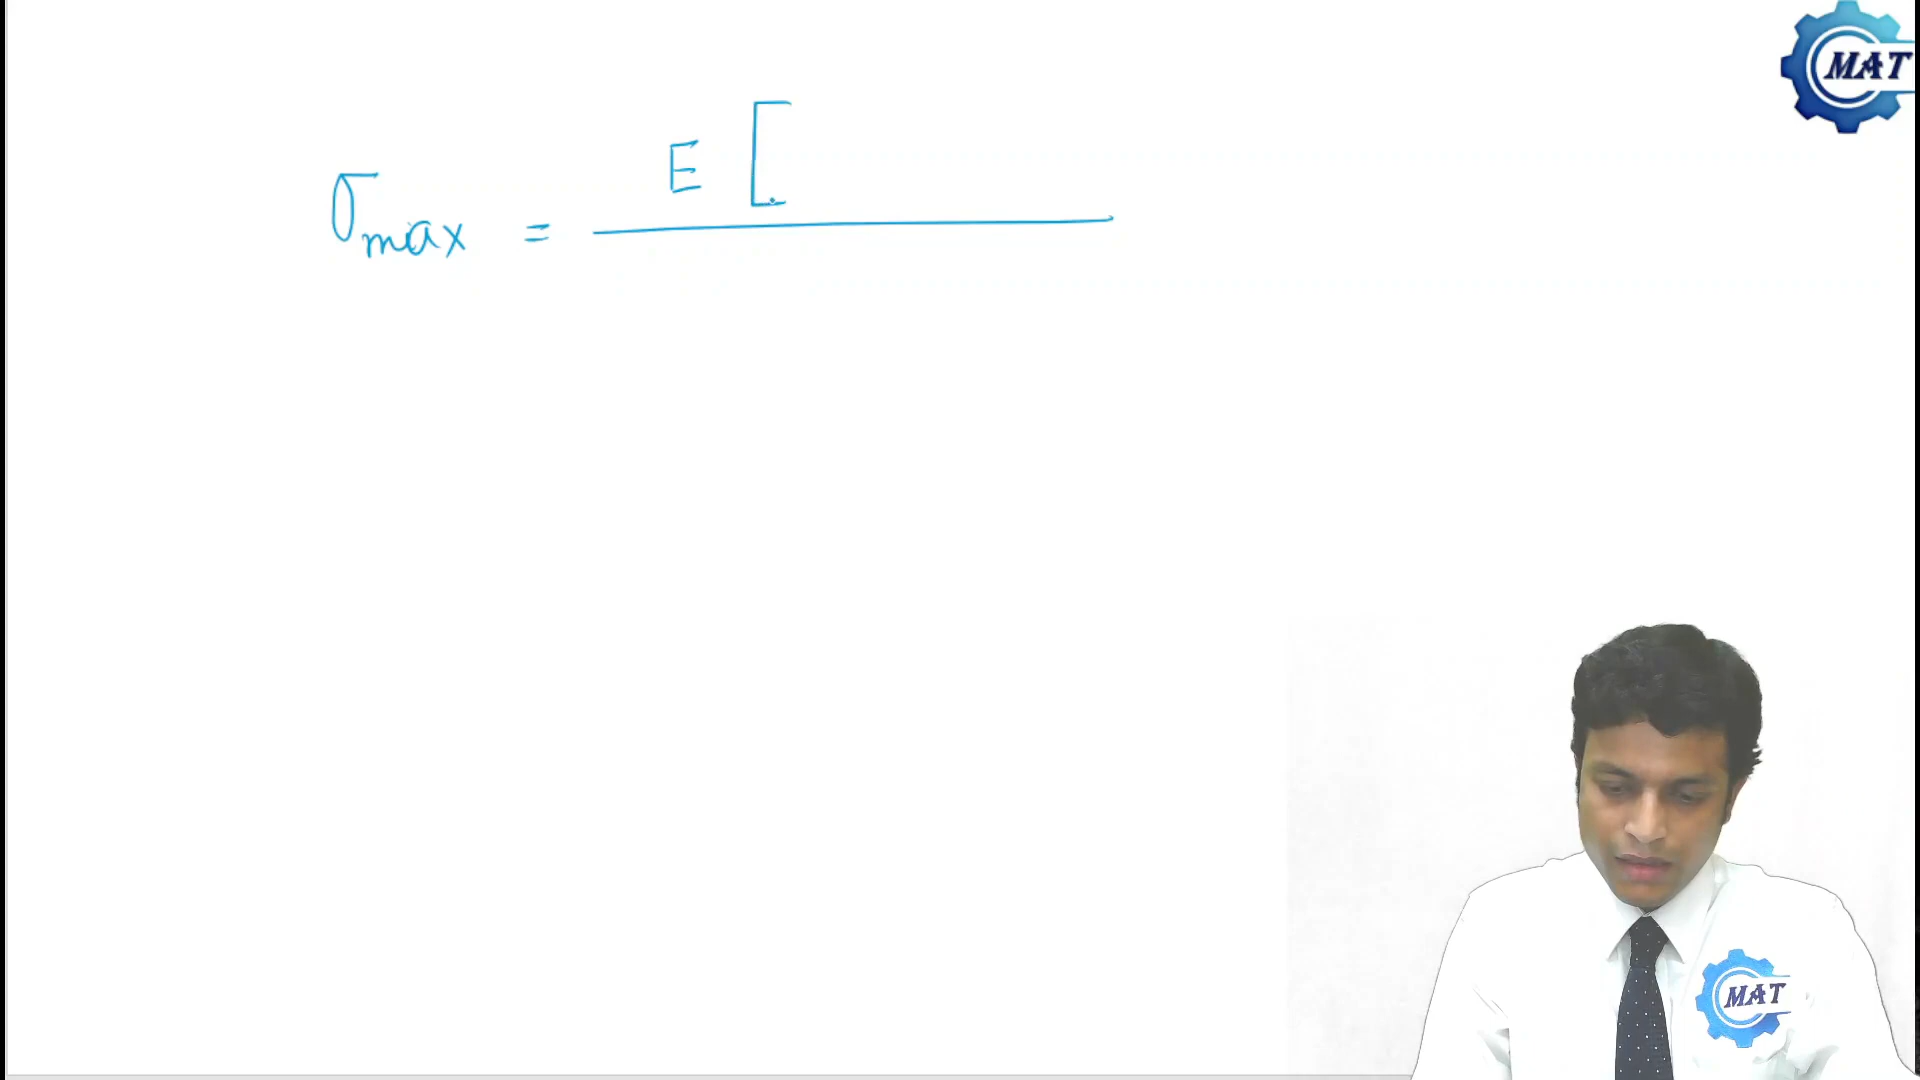 MAT
σmax = E [
MAT